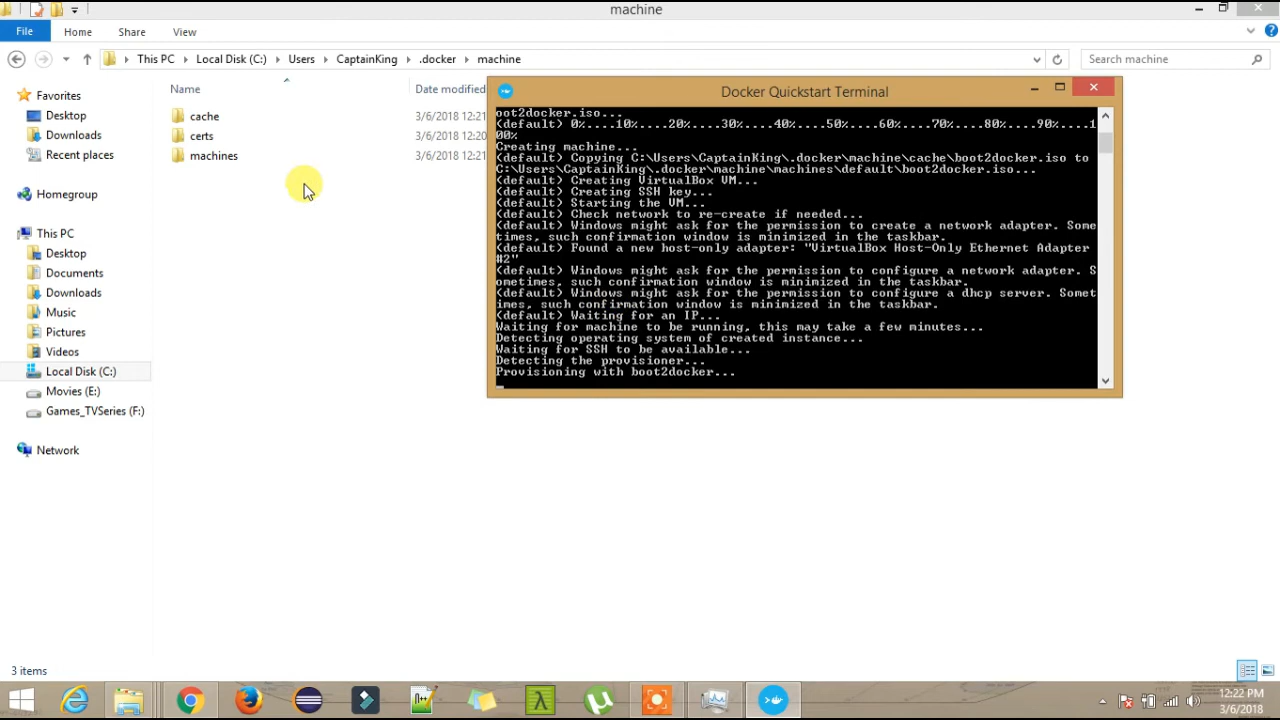 machine
File
Home
Share
View
This PC
Local Disk (C:)
Users
CaptainKing
.docker
machine
Search machine
Favorites
Desktop
Downloads
Recent places
Homegroup
This PC
Desktop
Documents
Downloads
Music
Pictures
Videos
Local Disk (C:)
Movies (E:)
Games_TVSeries (F:)
Network
Name
Date modified
cache
3/6/2018 12:21
certs
3/6/2018 12:20
machines
3/6/2018 12:21
Docker Quickstart Terminal
oot2docker.iso...
(default) 0%....10%....20%....30%....40%....50%....60%....70%....80%....90%....1
00%
Creating machine...
(default) Copying C:\Users\CaptainKing\.docker\machine\cache\boot2docker.iso to
C:\Users\CaptainKing\.docker\machine\machines\default\boot2docker.iso...
(default) Creating VirtualBox VM...
(default) Creating SSH key...
(default) Starting the VM...
(default) Check network to re-create if needed...
(default) Windows might ask for the permission to create a network adapter. Some
times, such confirmation window is minimized in the taskbar.
(default) Found a new host-only adapter: "VirtualBox Host-Only Ethernet Adapter
#2"
(default) Windows might ask for the permission to configure a network adapter. S
ometimes, such confirmation window is minimized in the taskbar.
(default) Windows might ask for the permission to configure a dhcp server. Somet
imes, such confirmation window is minimized in the taskbar.
(default) Waiting for an IP...
Waiting for machine to be running, this may take a few minutes...
Detecting operating system of created instance...
Waiting for SSH to be available...
Detecting the provisioner...
Provisioning with boot2docker...
3 items
12:22 PM
3/6/2018